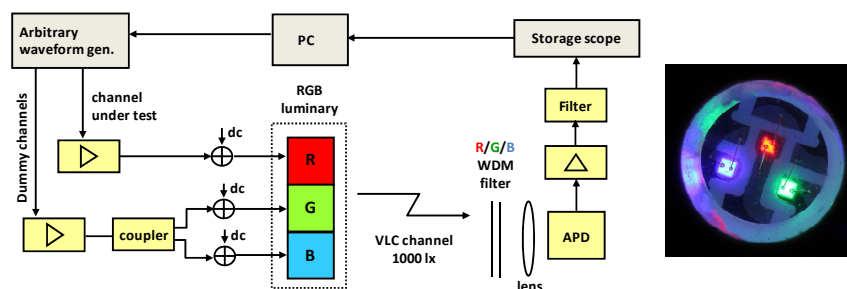 Arbitrary
waveform gen.
PC
Storage scope
Dummy channels
channel
under test
dc
RGB
luminary
R
dc
G
dc
B
coupler
VLC channel
1000 lx
R/G/B
WDM
filter
lens
Filter
APD